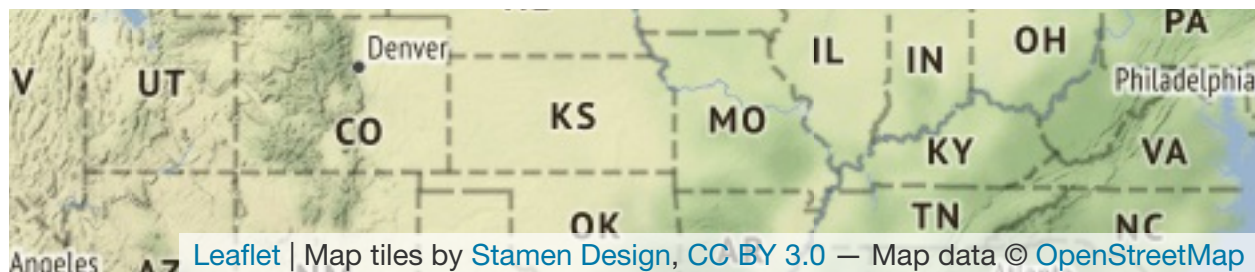 PA
OH
IL
IN
Denver
V
UT
Philadelphia
KS
MO
CO
KY
VA
OK
TN
NC
Angeles
AZ
Leaflet | Map tiles by Stamen Design, CC BY 3.0 — Map data © OpenStreetMap